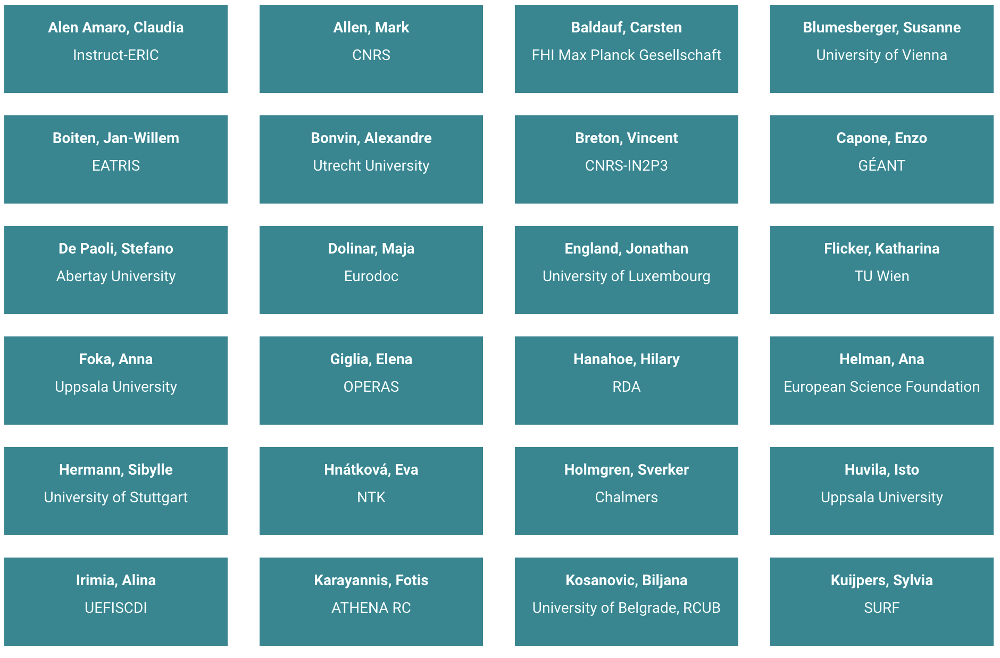 Alen Amaro, Claudia
Instruct-ERIC
Allen, Mark
CNRS
Baldauf, Carsten
FHI Max Planck Gesellschaft
Blumesberger, Susanne
University of Vienna
Boiten, Jan-Willem
EATRIS
Bonvin, Alexandre
Utrecht University
Breton, Vincent
CNRS-IN2P3
Capone, Enzo
GÉANT
De Paoli, Stefano
Abertay University
Dolinar, Maja
Eurodoc
England, Jonathan
University of Luxembourg
Flicker, Katharina
TU Wien
Foka, Anna
Uppsala University
Giglia, Elena
OPERAS
Hanahoe, Hilary
RDA
Helman, Ana
European Science Foundation
Hermann, Sibylle
University of Stuttgart
Hnátková, Eva
NTK
Holmgren, Sverker
Chalmers
Huvila, Isto
Uppsala University
Irimia, Alina
UEFISCDI
Karayannis, Fotis
ATHENA RC
Kosanovic, Biljana
University of Belgrade, RCUB
Kuijpers, Sylvia
SURF